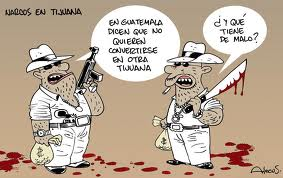 NARCOS EN TIJUANA
EN GUATEMALA
DICEN QUE NO
QUIEREN
CONVERTIRSE
EN OTRA
TIJUANA
¿Y QUÉ
TIENE
DE MALO?